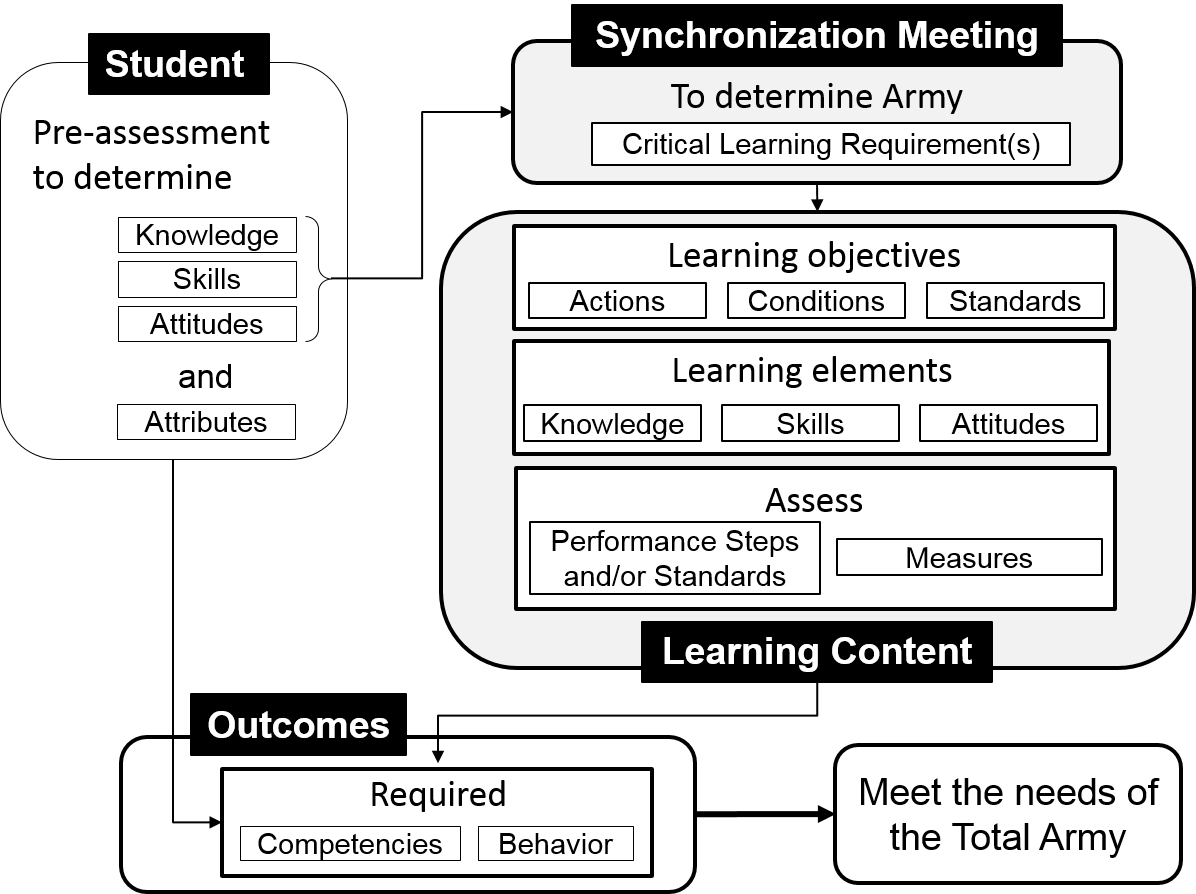 Student
Pre-assessment
to determine
Knowledge
Skills
Attitudes
and
Attributes
Synchronization Meeting
To determine Army
Critical Learning Requirement(s)
Learning objectives
Actions
Conditions
Standards
Learning elements
Knowledge
Skills
Attitudes
Assess
Performance Steps
and/or Standards
Measures
Learning Content
Outcomes
Required
Competencies
Behavior
Meet the needs of
the Total Army